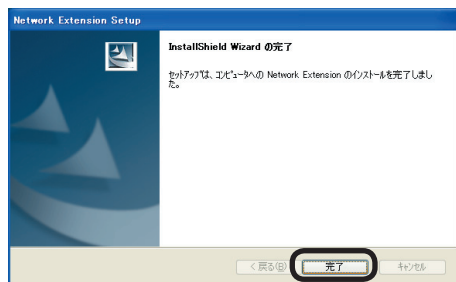 Network Extension Setup
InstallShield Wizard の完了
セットアップは、コンピュータへの Network Extension のインストールを完了しまし
た。
< 戻る(B)
完了
キャンセル